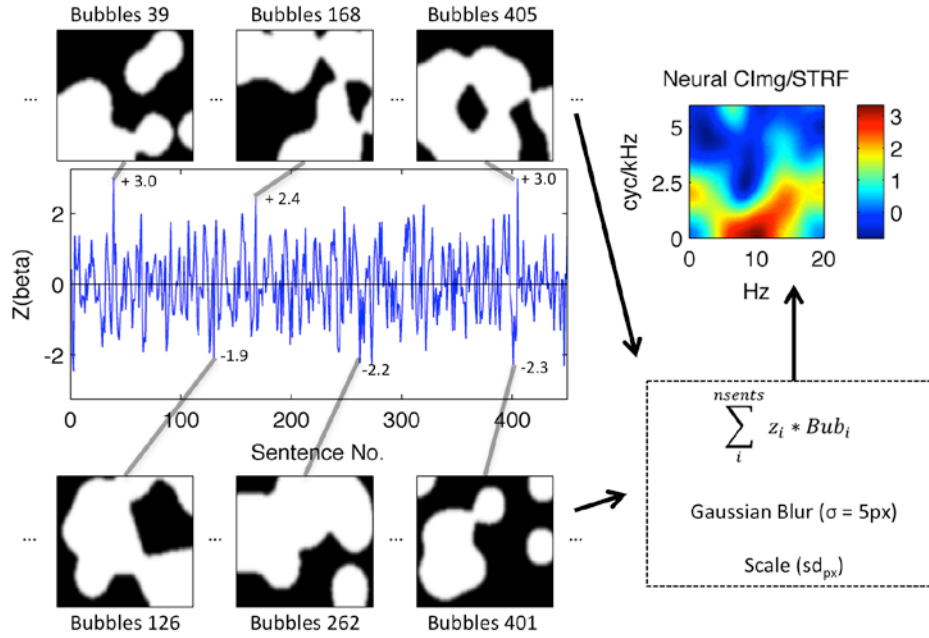 Bubbles 39 Bubbles 168 Bubbles 405
... ... ... ...
+ 3.0
+ 2.4
+ 3.0
Z(beta)
2
0
-2
-1.9
-2.2
-2.3
0 100 200 300 400
Sentence No.
... ... ... ...
Bubbles 126 Bubbles 262 Bubbles 401
Neural CImg/STRF
cyc/kHz
5
2.5
0
0 20
Hz
3
2
1
0
nsents
∑ z_i * Bub_i
i
Gaussian Blur (σ = 5px)
Scale (sd_px)